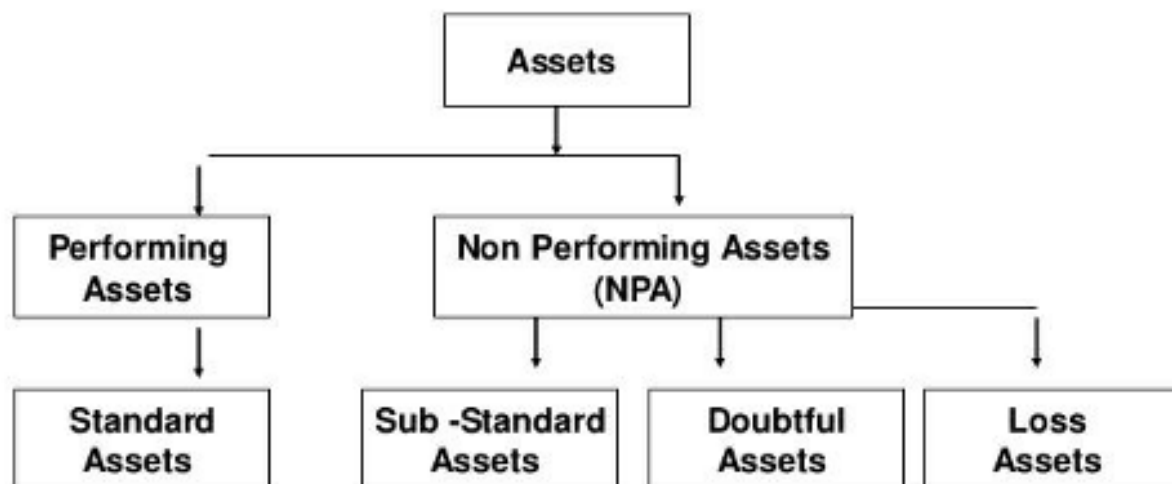 Assets
Performing
Assets
Non Performing Assets
(NPA)
Standard
Assets
Sub -Standard
Assets
Doubtful
Assets
Loss
Assets